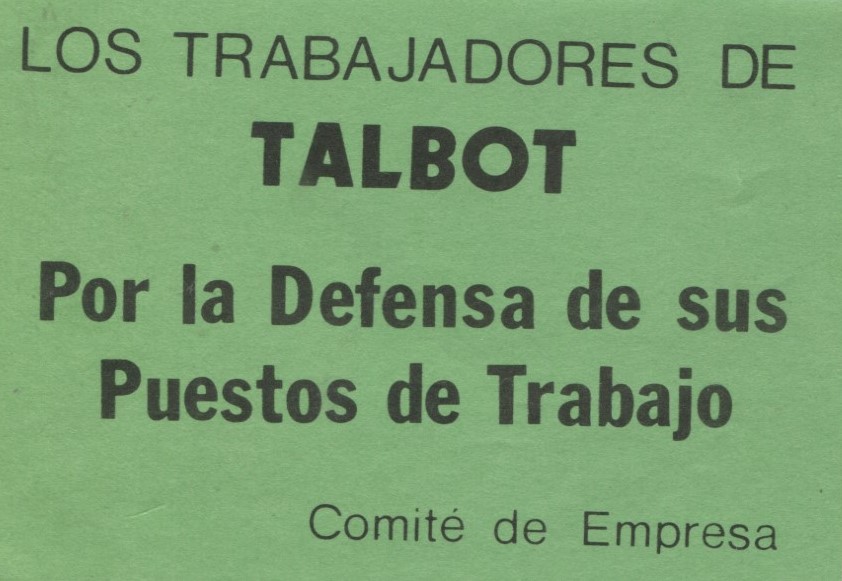 LOS TRABAJADORES DE
TALBOT
Por la Defensa de sus
Puestos de Trabajo
Comité de Empresa